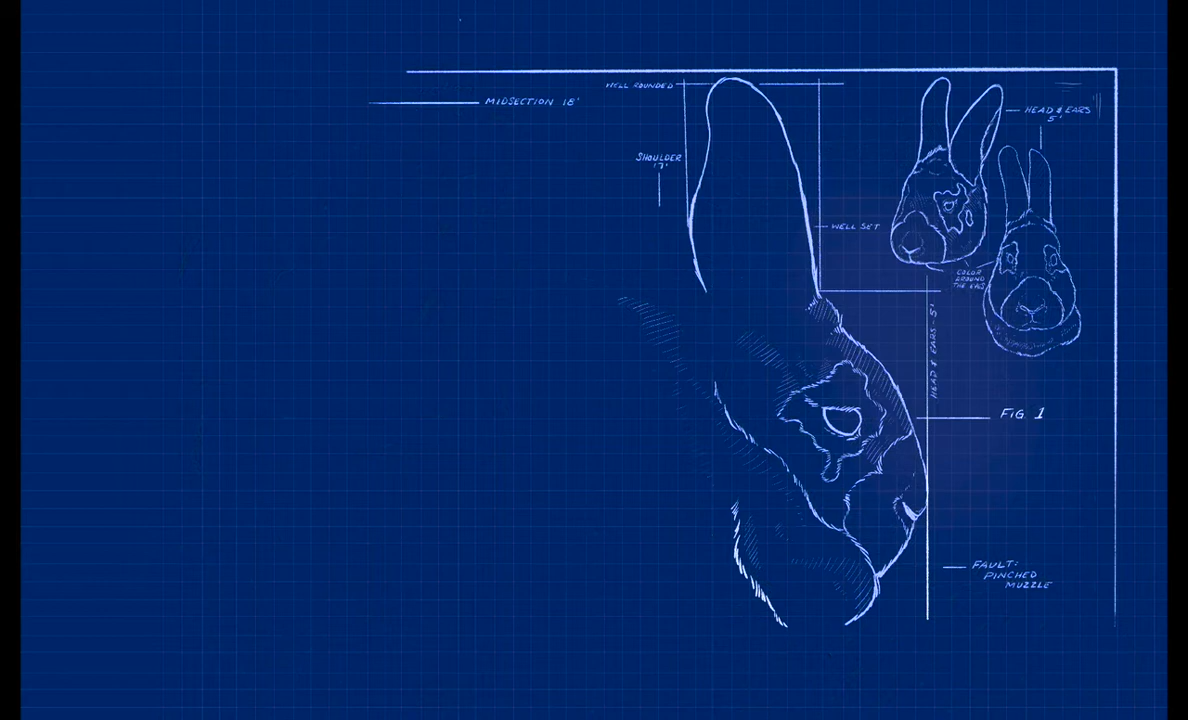 WELL ROUNDED
MIDSECTION 18'
HEAD & EARS
5'
SHOULDER
17'
WELL SET
COLOR
AROUND
THE EYES
HEAD & EARS - 5'
FIG 1
FAULT:
PINCHED
MUZZLE